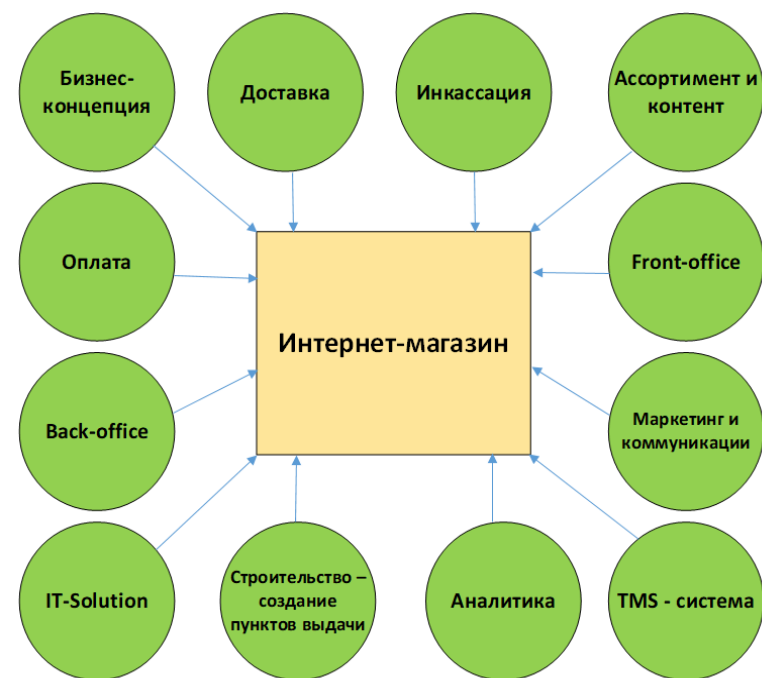 Бизнес-
концепция
Доставка
Инкассация
Ассортимент и
контент
Оплата
Front-office
Интернет-магазин
Back-office
Маркетинг и
коммуникации
IT-Solution
Строительство –
создание
пунктов выдачи
Аналитика
TMS - система